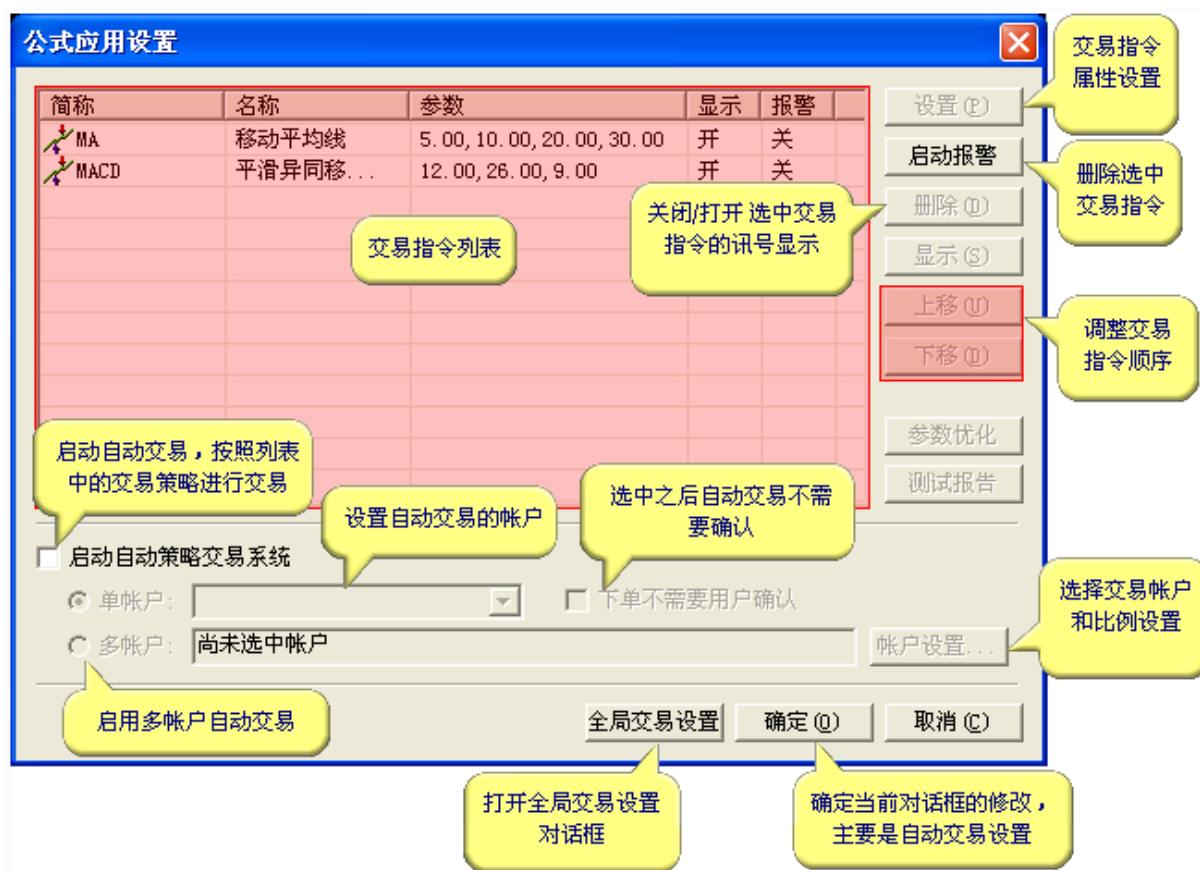 公式应用设置
交易指令
属性设置
简称 名称 参数 显示 报警
设置(P)
MA 移动平均线 5.00,10.00,20.00,30.00 开 关
启动报警
MACD 平滑异同移... 12.00,26.00,9.00 开 关
删除选中
交易指令
关闭/打开 选中交易
指令的讯号显示
删除(D)
交易指令列表
显示(S)
上移(U)
调整交易
指令顺序
下移(D)
启动自动交易，按照列表
中的交易策略进行交易
参数优化
选中之后自动交易不需
要确认
测试报告
设置自动交易的帐户
启动自动策略交易系统
选择交易帐户
和比例设置
单帐户:
下单不需要用户确认
多帐户: 尚未选中帐户
帐户设置...
启用多帐户自动交易
全局交易设置
确定(O)
取消(C)
打开全局交易设置
对话框
确定当前对话框的修改，
主要是自动交易设置